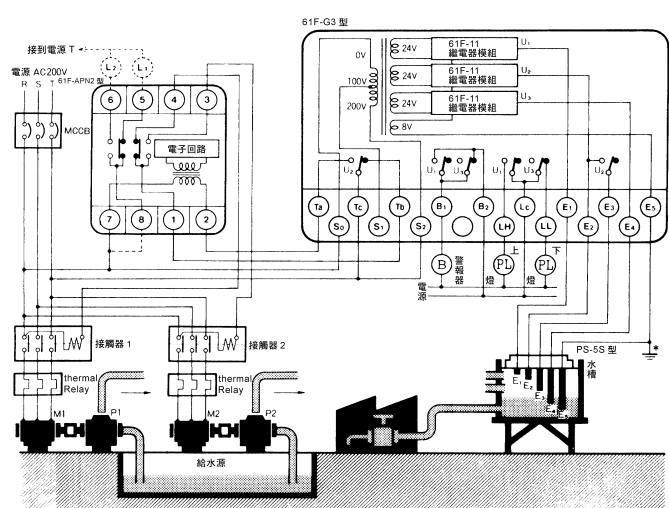 61F-G3 型
接到電源 T
L₂ L₁
電源 AC200V
61F-APN2 型
R S T
MCCB
6 5 4 3
電子回路
7 8 1 2
0V
100V
200V
24V
61F-11
繼電器模組
U₁
24V
61F-11
繼電器模組
U₂
24V
61F-11
繼電器模組
U₃
8V
U₂ U₁ U₃ U₁ U₃ U₂
Ta Tc Tb B₁ B₂ Lc E₁ E₃ E₅
S₀ S₁ S₂ LH LL E₂ E₄
B
警報器
PL
上
燈
PL
下
燈
電源
*
接觸器 1
接觸器 2
thermal
Relay
thermal
Relay
M1 P1
M2 P2
給水源
PS-5S 型
水槽
E₁ E₂ E₃ E₄ E₅